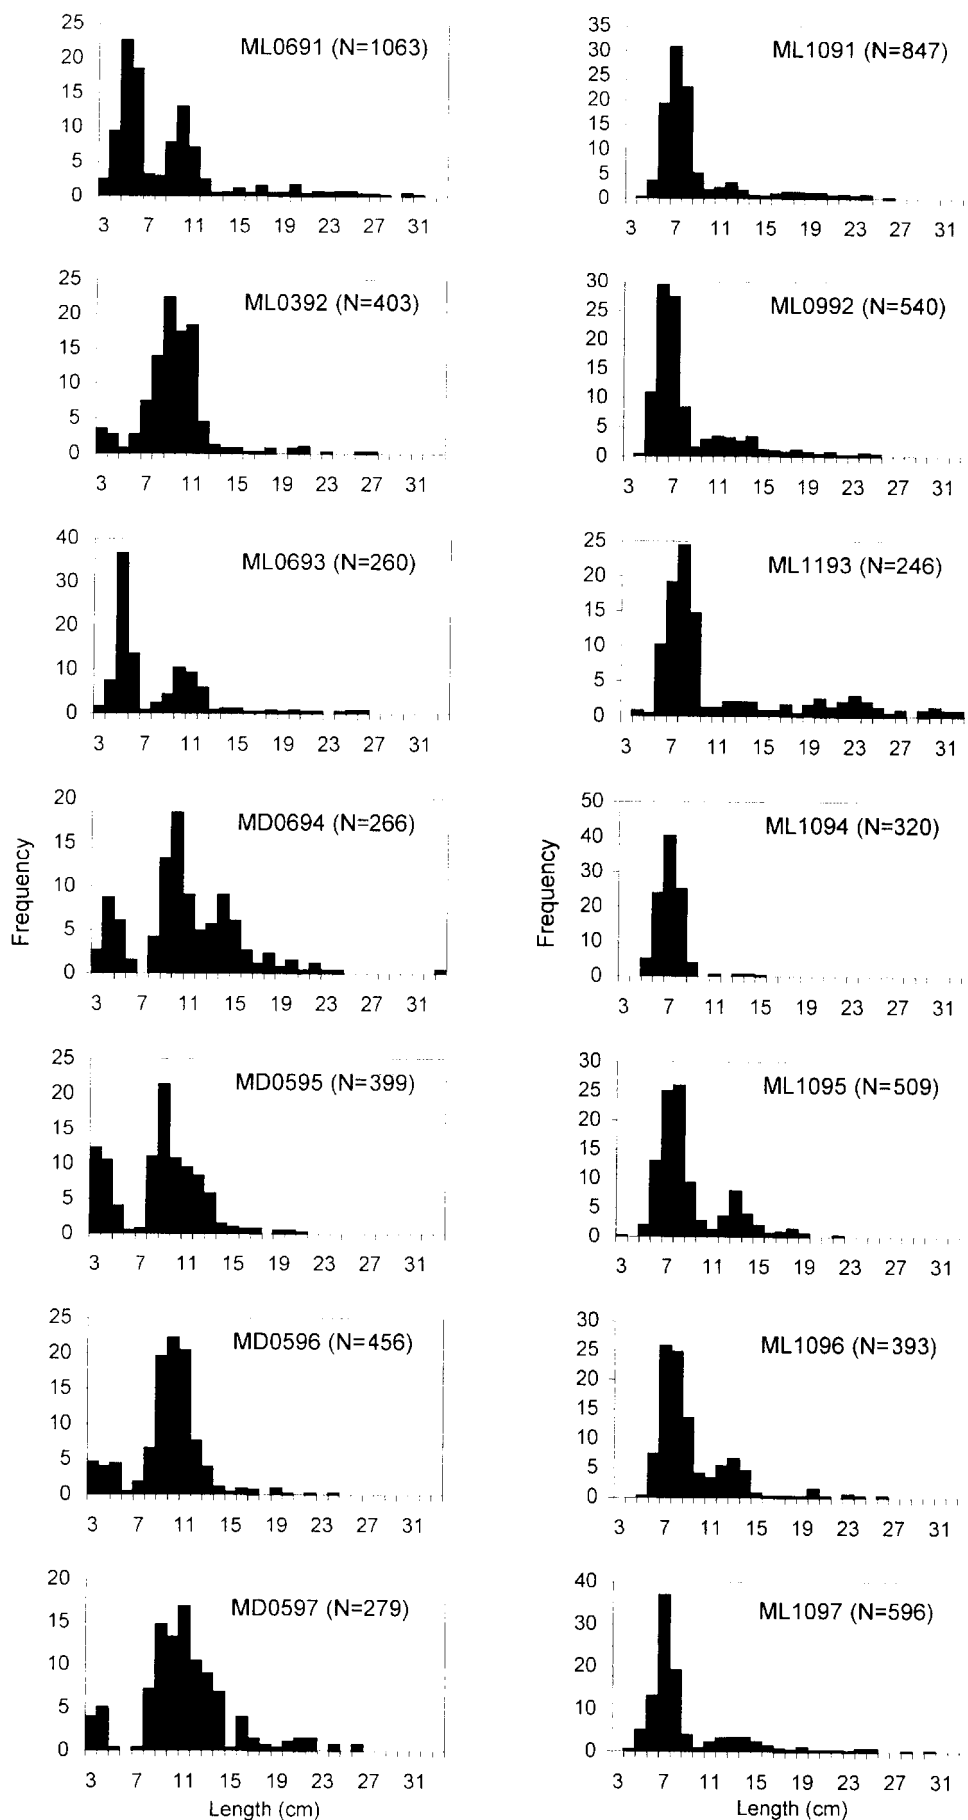 ML0691 (N=1063)
25
20
15
10
5
0
3 7 11 15 19 23 27 31
ML1091 (N=847)
35
30
25
20
15
10
5
0
3 7 11 15 19 23 27 31
ML0392 (N=403)
25
20
15
10
5
0
3 7 11 15 19 23 27 31
ML0992 (N=540)
30
25
20
15
10
5
0
3 7 11 15 19 23 27 31
ML0693 (N=260)
40
30
20
10
0
3 7 11 15 19 23 27 31
ML1193 (N=246)
25
20
15
10
5
0
3 7 11 15 19 23 27 31
MD0694 (N=266)
20
15
10
5
0
3 7 11 15 19 23 27 31
Frequency
ML1094 (N=320)
50
40
30
20
10
0
3 7 11 15 19 23 27 31
Frequency
MD0595 (N=399)
25
20
15
10
5
0
3 7 11 15 19 23 27 31
ML1095 (N=509)
30
25
20
15
10
5
0
3 7 11 15 19 23 27 31
MD0596 (N=456)
25
20
15
10
5
0
3 7 11 15 19 23 27 31
ML1096 (N=393)
30
25
20
15
10
5
0
3 7 11 15 19 23 27 31
MD0597 (N=279)
20
15
10
5
0
3 7 11 15 19 23 27 31
Length (cm)
ML1097 (N=596)
40
30
20
10
0
3 7 11 15 19 23 27 31
Length (cm)